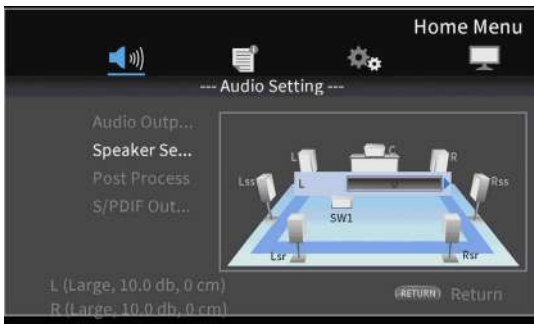 Home Menu
--- Audio Setting ---
Audio Outp...
Speaker Se...
Post Process
S/PDIF Out...
L
C
R
Lss
L
Rss
SW1
Lsr
Rsr
L (Large, 10.0 db, 0 cm)
R (Large, 10.0 db, 0 cm)
RETURN Return